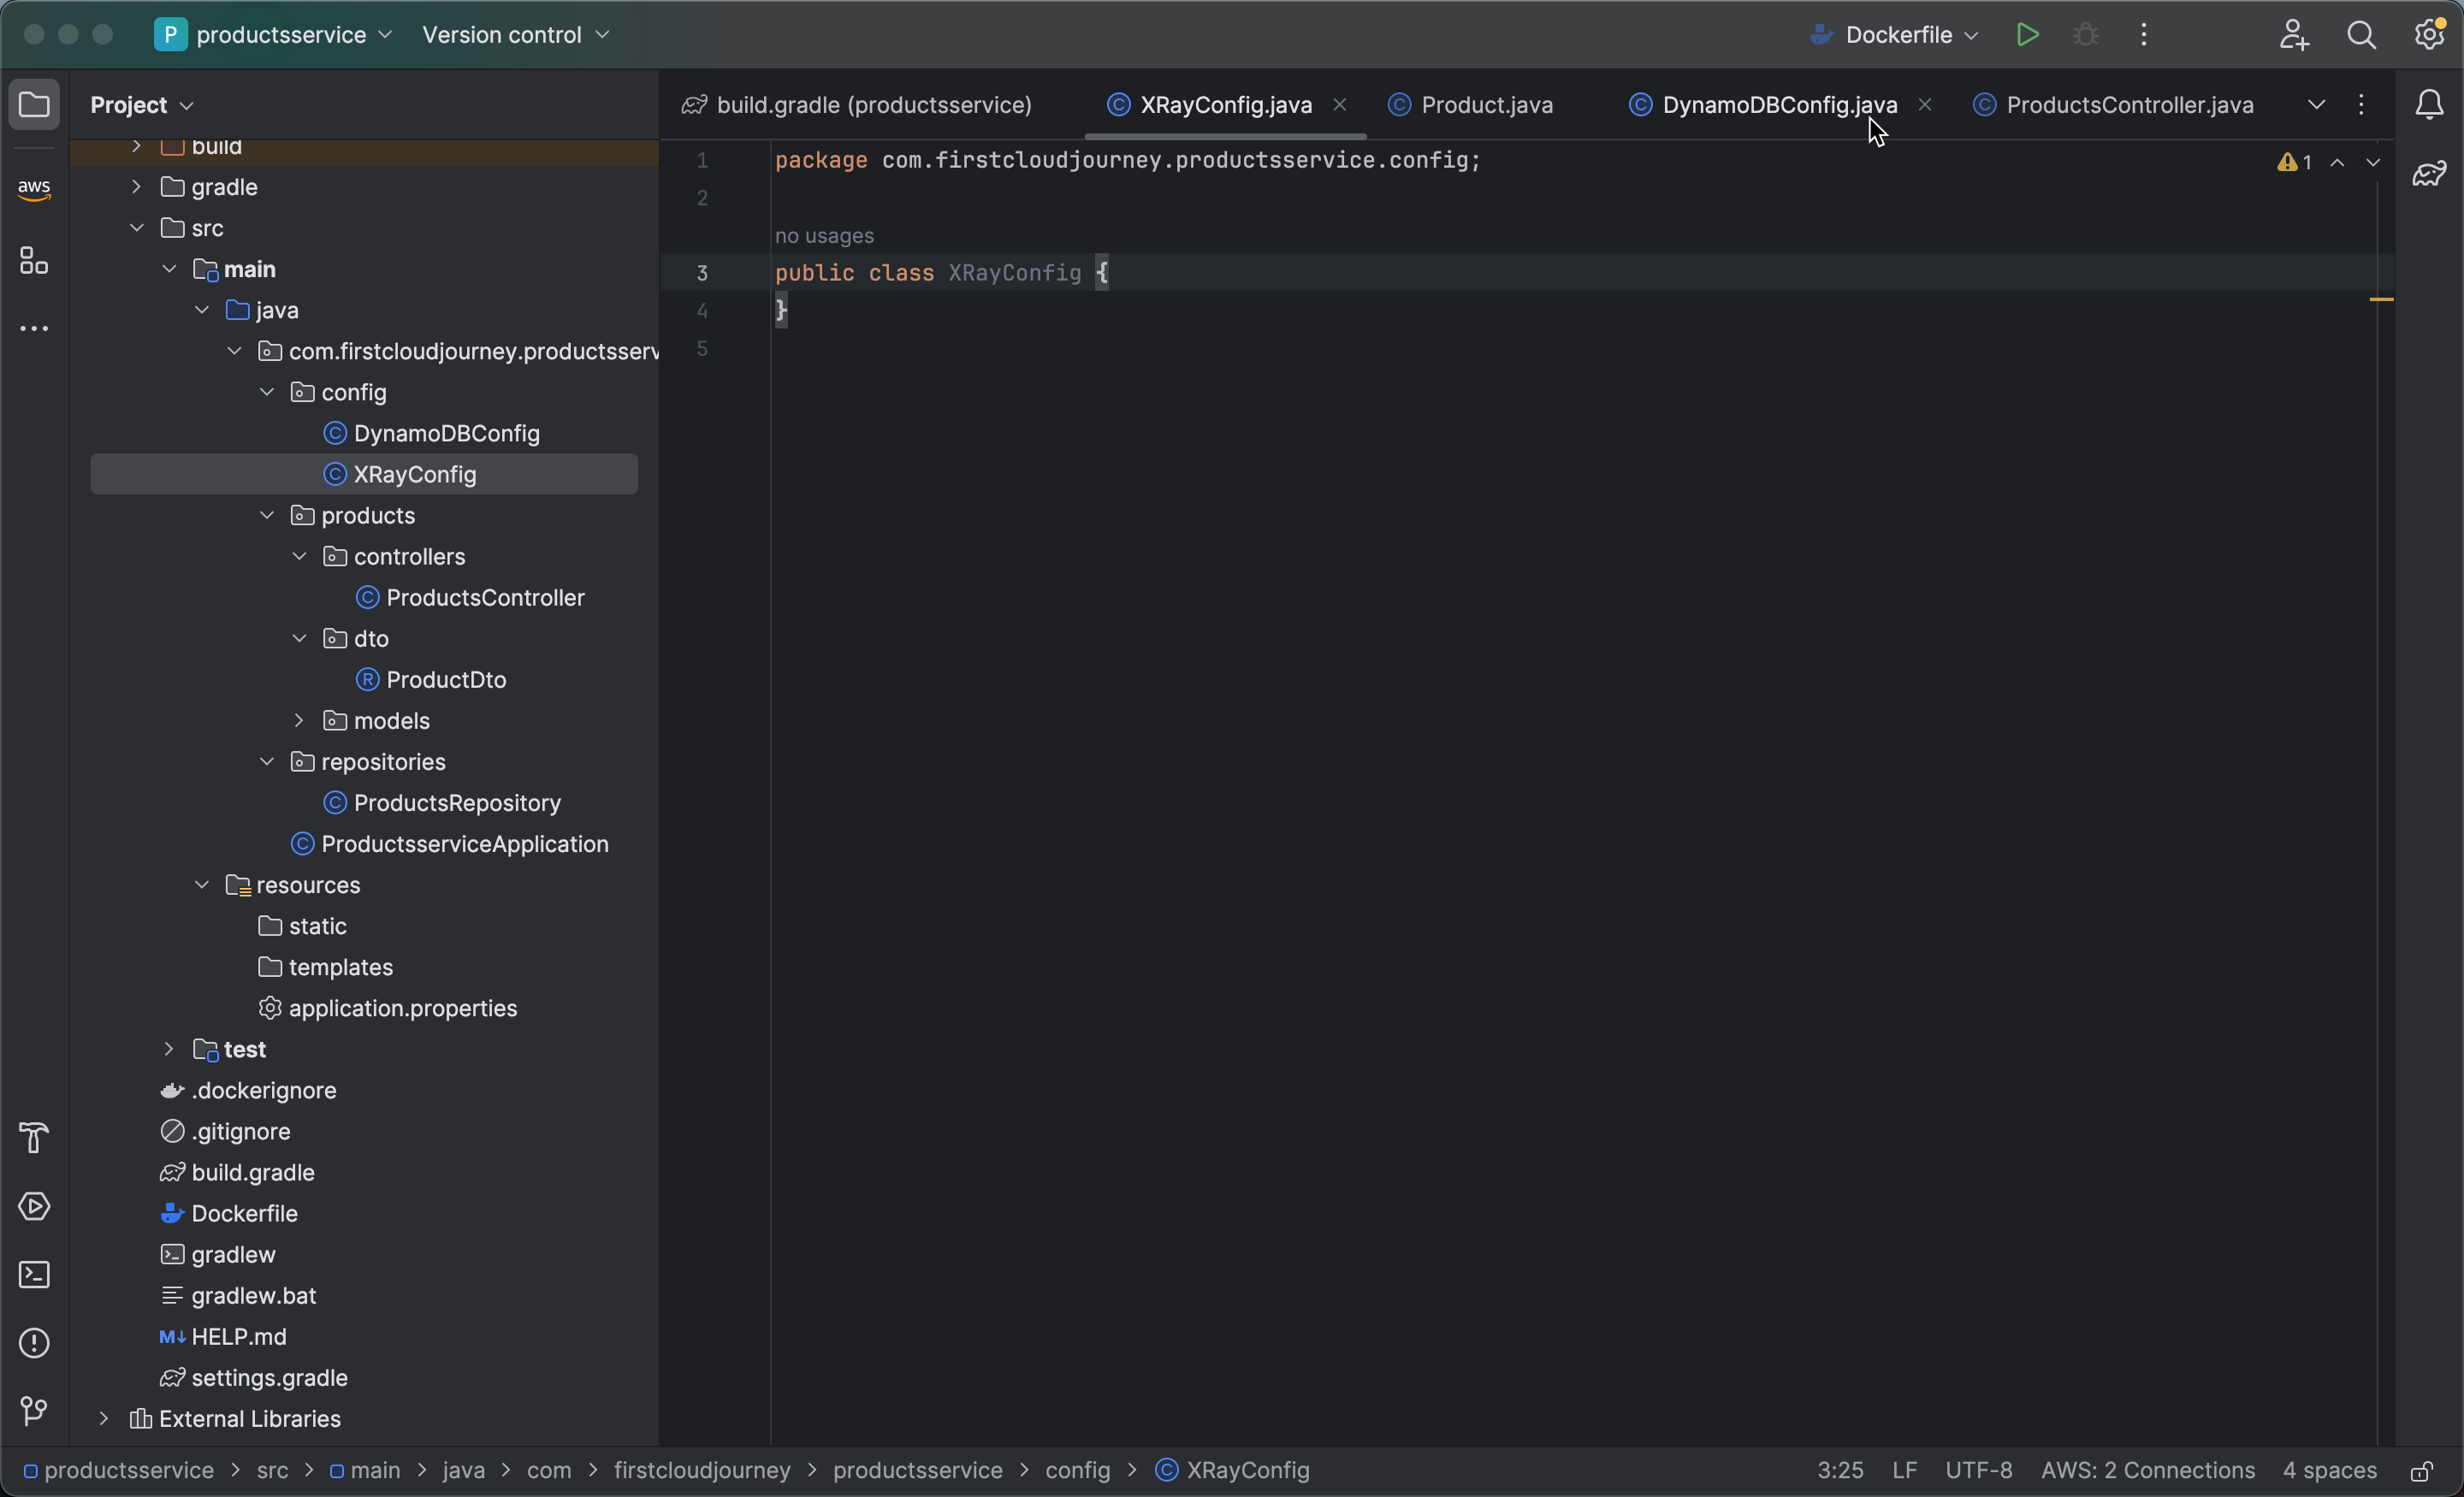 P productsservice Version control Dockerfile
Project
build.gradle (productsservice) XRayConfig.java Product.java DynamoDBConfig.java ProductsController.java
aws
build
gradle
src
main
java
com.firstcloudjourney.productsserv
config
DynamoDBConfig
XRayConfig
products
controllers
ProductsController
dto
ProductDto
models
repositories
ProductsRepository
ProductsserviceApplication
resources
static
templates
application.properties
test
.dockerignore
.gitignore
build.gradle
Dockerfile
gradlew
gradlew.bat
M↓ HELP.md
settings.gradle
External Libraries
1 package com.firstcloudjourney.productsservice.config;
1
2
no usages
3 public class XRayConfig {
4 }
5
productsservice > src > main > java > com > firstcloudjourney > productsservice > config > XRayConfig
3:25 LF UTF-8 AWS: 2 Connections 4 spaces